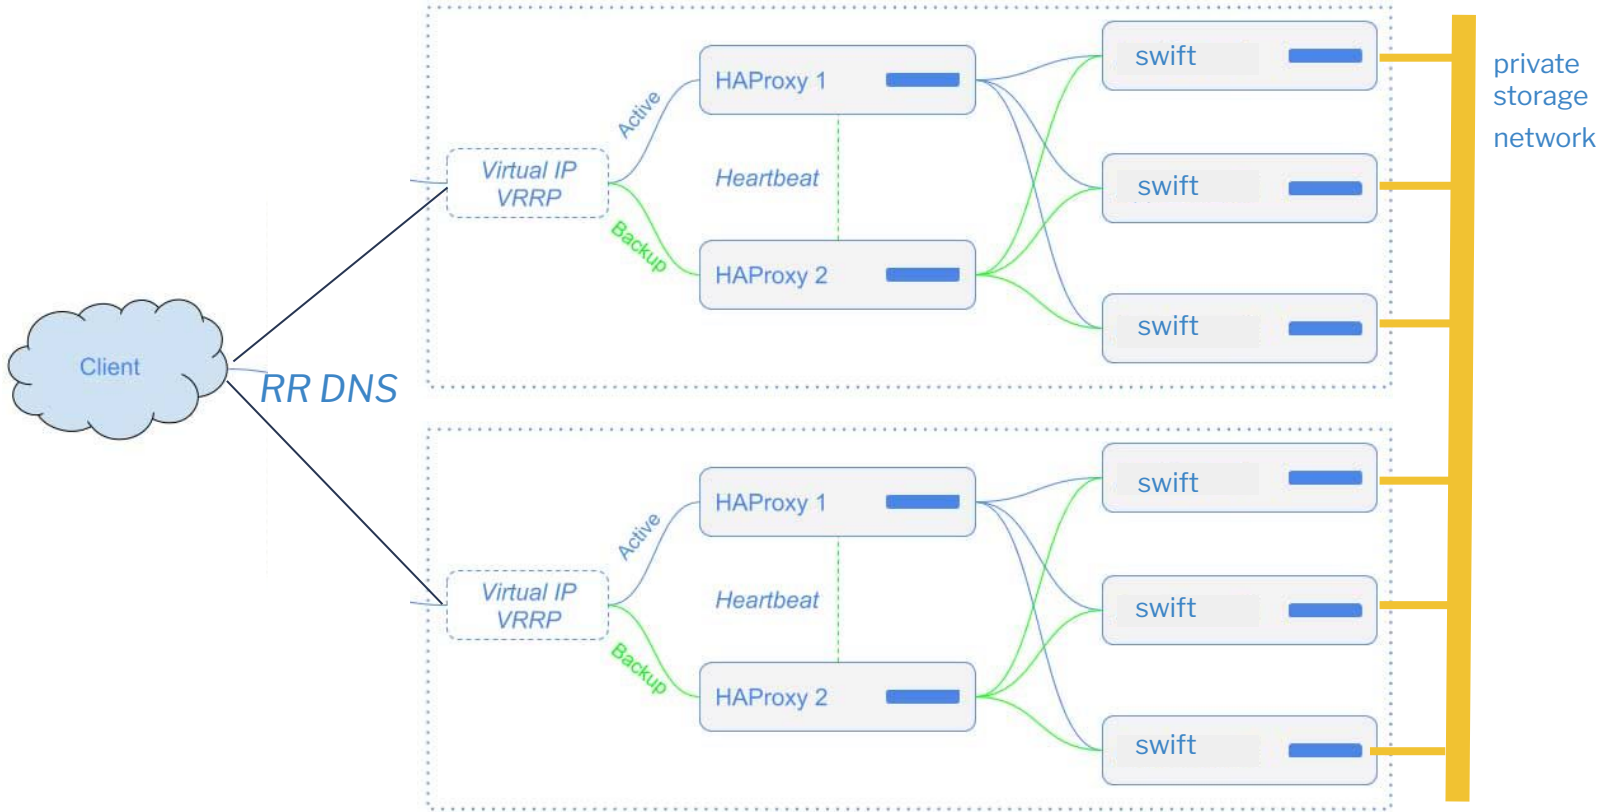 swift
private
storage
network
HAProxy 1
Active
Virtual IP
VRRP
Heartbeat
swift
Backup
HAProxy 2
swift
Client
RR DNS
swift
HAProxy 1
Active
Virtual IP
VRRP
Heartbeat
swift
Backup
HAProxy 2
swift